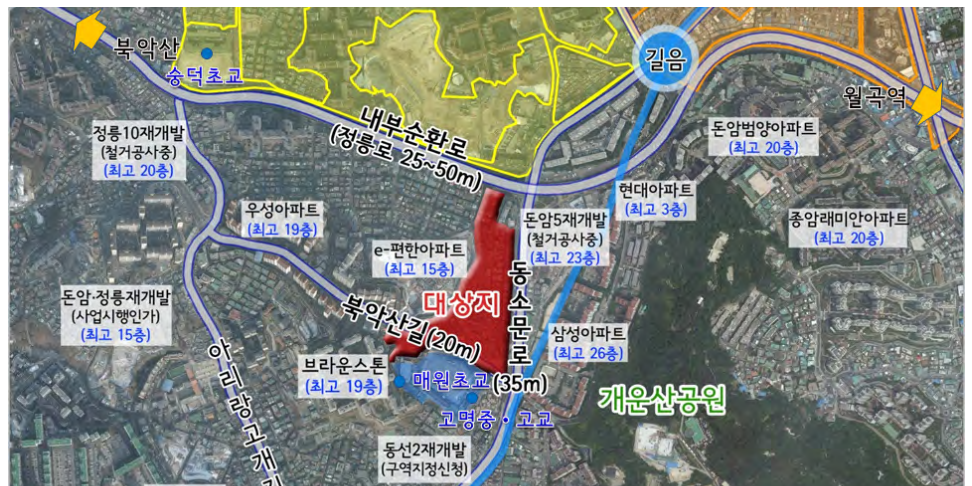 북악산
숭덕초교
길음
월곡역
내부순환로
(정릉로 25~50m)
정릉10재개발
(철거공사중)
(최고 20층)
돈암범양아파트
(최고 20층)
현대아파트
(최고 3층)
우성아파트
(최고 19층)
돈암5재개발
(철거공사중)
(최고 23층)
종암래미안아파트
(최고 20층)
e-편한아파트
(최고 15층)
동소문로
(35m)
대상지
돈암·정릉재개발
(사업시행인가)
(최고 15층)
북악산길(20m)
삼성아파트
(최고 26층)
아리랑고개길
브라운스톤
(최고 19층)
매원초교
개운산공원
고명중·고교
동선2재개발
(구역지정신청)